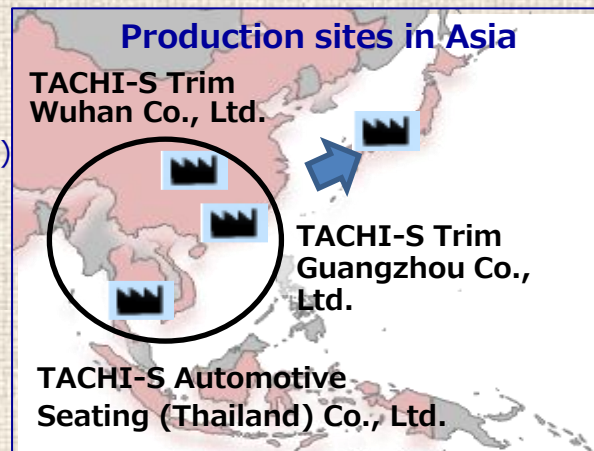 Production sites in Asia
TACHI-S Trim
Wuhan Co., Ltd.
)
TACHI-S Trim
Guangzhou Co.,
Ltd.
TACHI-S Automotive
Seating (Thailand) Co., Ltd.